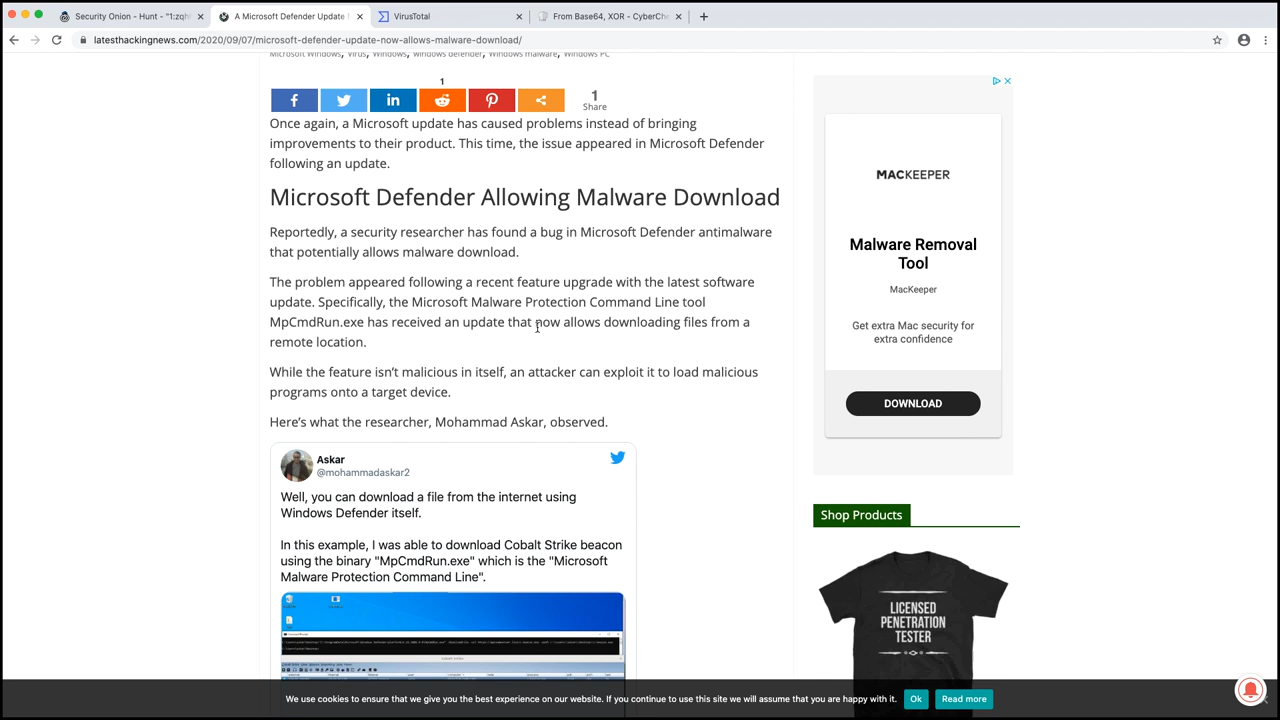 Security Onion - Hunt - "1:zqh
A Microsoft Defender Update
VirusTotal
From Base64, XOR - CyberChe
latesthackingnews.com/2020/09/07/microsoft-defender-update-now-allows-malware-download/
Microsoft Windows, virus, Windows, windows defender, Windows malware, Windows PC
1
1
Share
Once again, a Microsoft update has caused problems instead of bringing
improvements to their product. This time, the issue appeared in Microsoft Defender
following an update.
Microsoft Defender Allowing Malware Download
Reportedly, a security researcher has found a bug in Microsoft Defender antimalware
that potentially allows malware download.
The problem appeared following a recent feature upgrade with the latest software
update. Specifically, the Microsoft Malware Protection Command Line tool
MpCmdRun.exe has received an update that now allows downloading files from a
remote location.
While the feature isn't malicious in itself, an attacker can exploit it to load malicious
programs onto a target device.
Here's what the researcher, Mohammad Askar, observed.
Askar
@mohammadaskar2
Well, you can download a file from the internet using
Windows Defender itself.
In this example, I was able to download Cobalt Strike beacon
using the binary "MpCmdRun.exe" which is the "Microsoft
Malware Protection Command Line".
MACKEEPER
Malware Removal
Tool
MacKeeper
Get extra Mac security for
extra confidence
DOWNLOAD
Shop Products
LICENSED
PENETRATION
TESTER
We use cookies to ensure that we give you the best experience on our website. If you continue to use this site we will assume that you are happy with it.
Ok
Read more